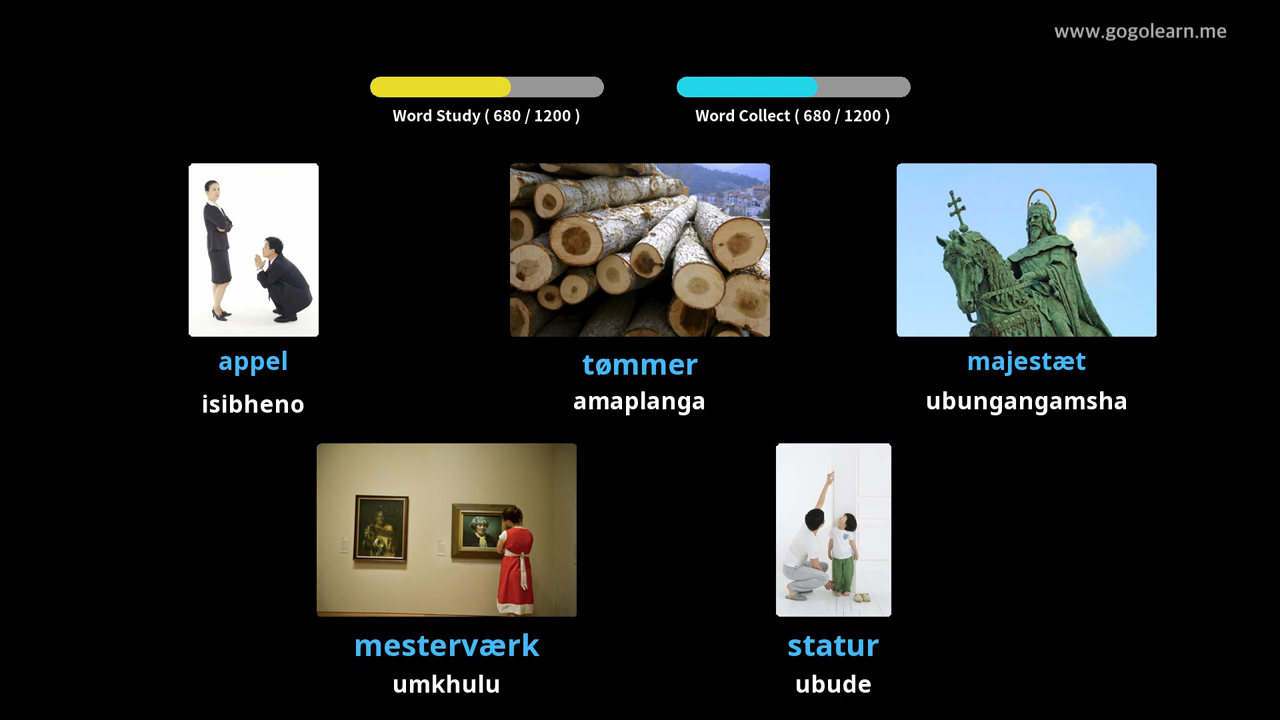 www.gogolearn.me
Word Study ( 680 / 1200 )
Word Collect ( 680 / 1200 )
appel
isibheno
tømmer
amaplanga
majestæt
ubungangamsha
mesterværk
umkhulu
statur
ubude